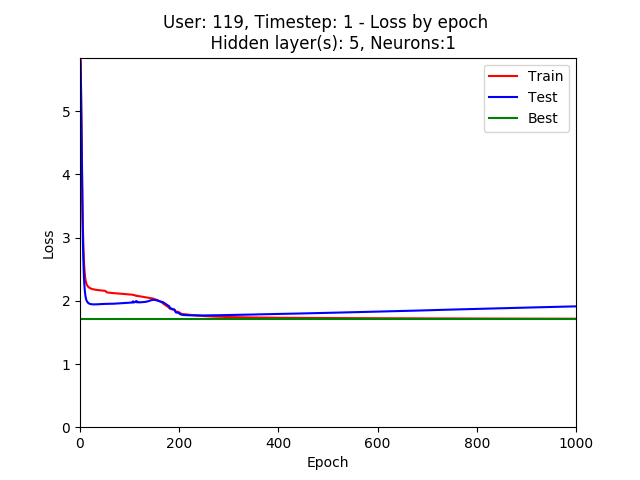 User: 119, Timestep: 1 - Loss by epoch
Hidden layer(s): 5, Neurons:1
Train
Test
Best
Loss
5
4
3
2
1
0
0 200 400 600 800 1000
Epoch